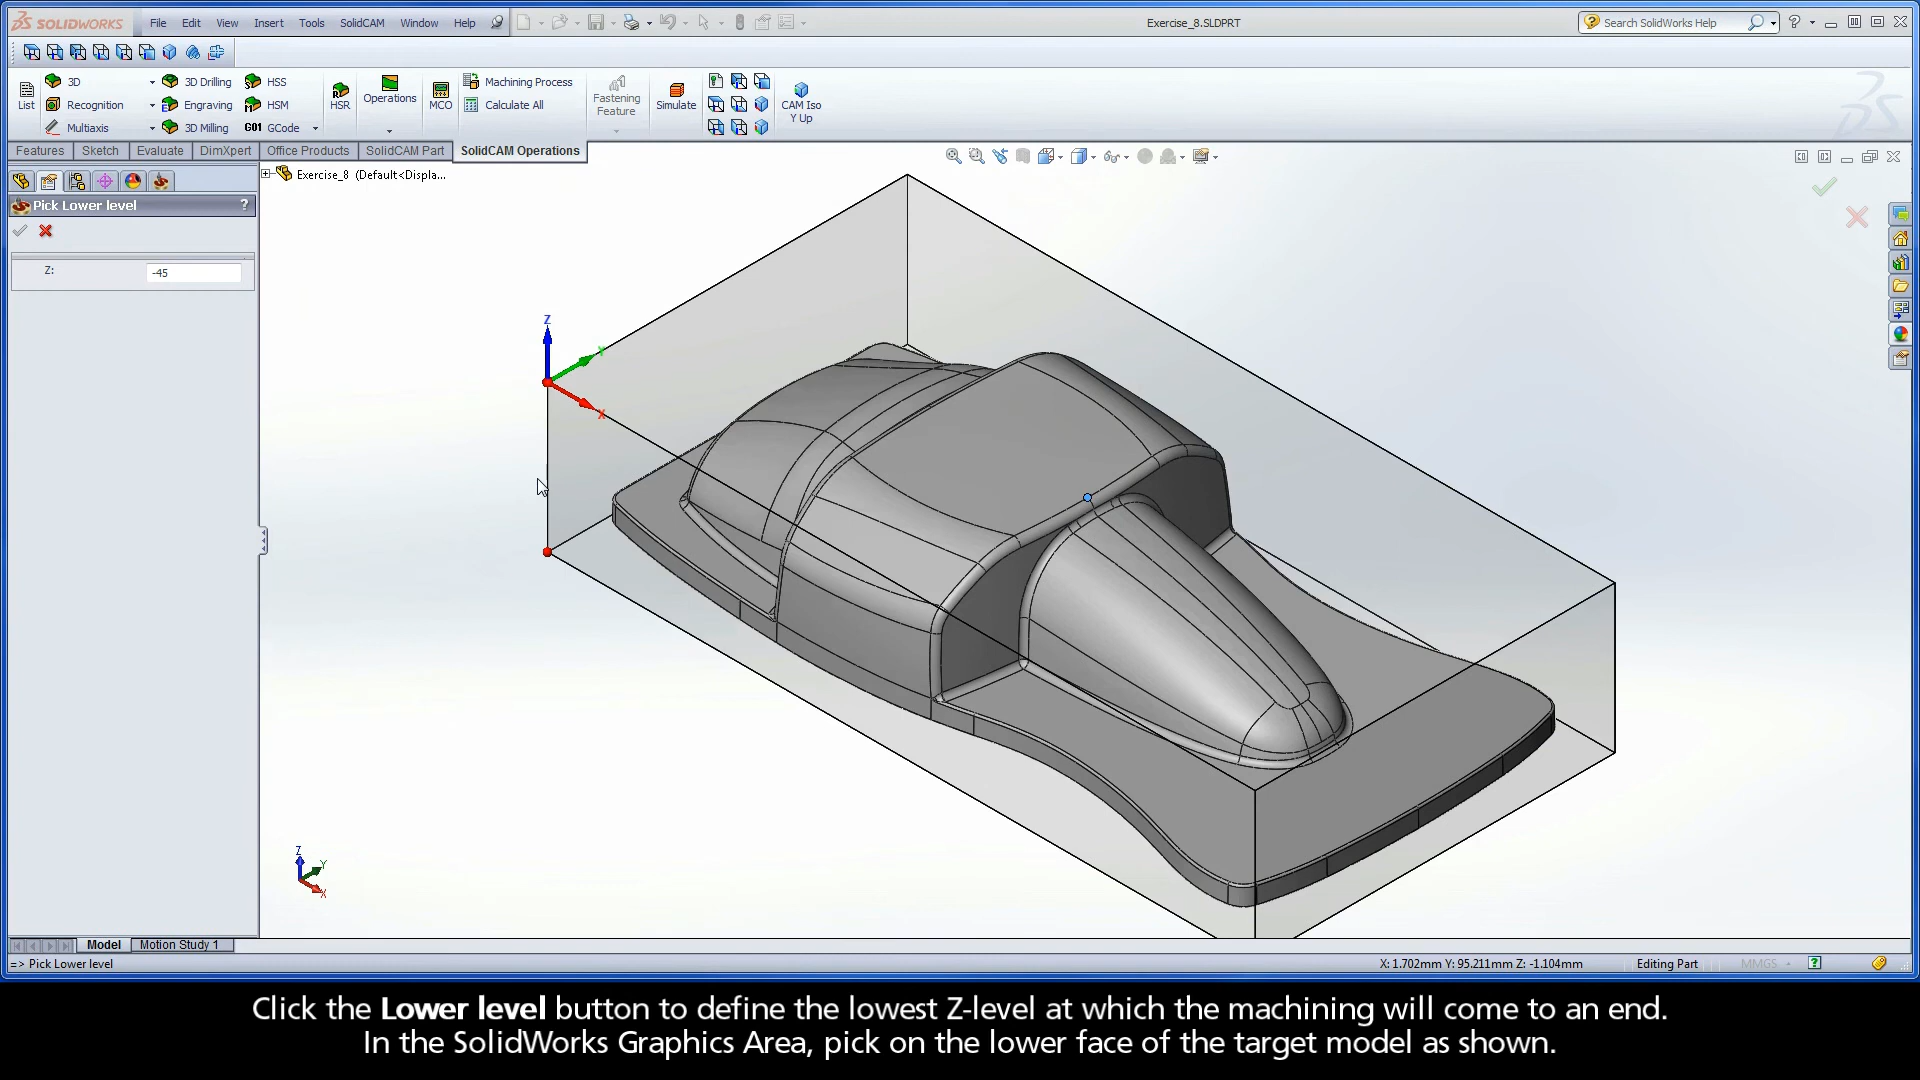 SOLIDWORKS File Edit View Insert Tools SolidCAM Window Help Exercise_8.SLDPRT Search SolidWorks Help
List 3D 3D Drilling HSS HSR Operations MCO Machining Process Fastening Feature Simulate CAM Iso Y Up
Recognition Engraving HSM Calculate All
Multiaxis 3D Milling G01 GCode
Features Sketch Evaluate DimXpert Office Products SolidCAM Part SolidCAM Operations
Exercise_8 (Default<Displa...
Pick Lower level ?
Z: -45
Z
Y
X
Z
Y
X
Model Motion Study 1
=> Pick Lower level X: 1.702mm Y: 95.211mm Z: -1.104mm Editing Part MMGS
Click the Lower level button to define the lowest Z-level at which the machining will come to an end.
In the SolidWorks Graphics Area, pick on the lower face of the target model as shown.